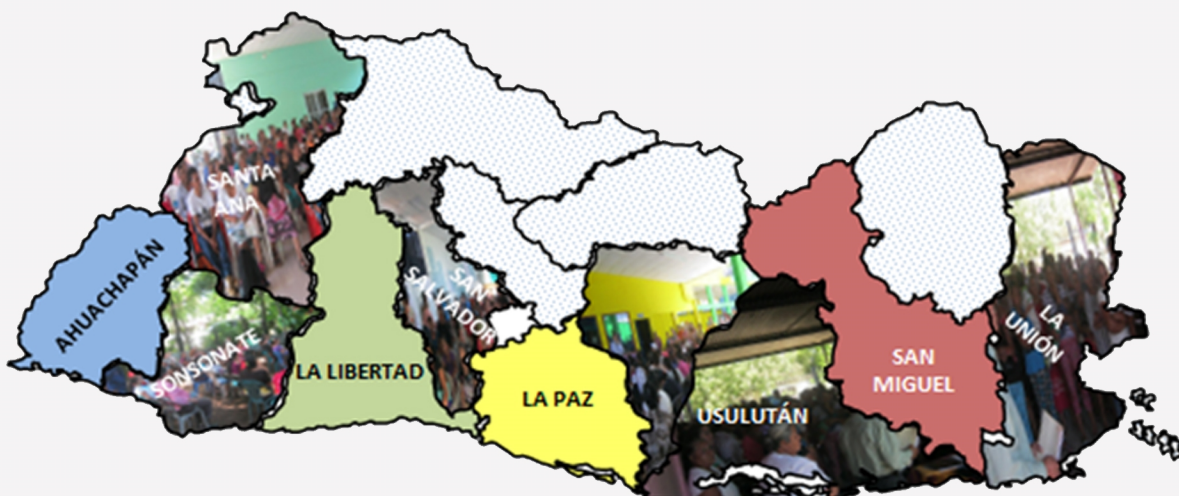 SANTA
ANA
AHUACHAPÁN
SONSONATE
LA LIBERTAD
SAN
SALVADOR
LA PAZ
USULUTÁN
SAN
MIGUEL
LA
UNIÓN